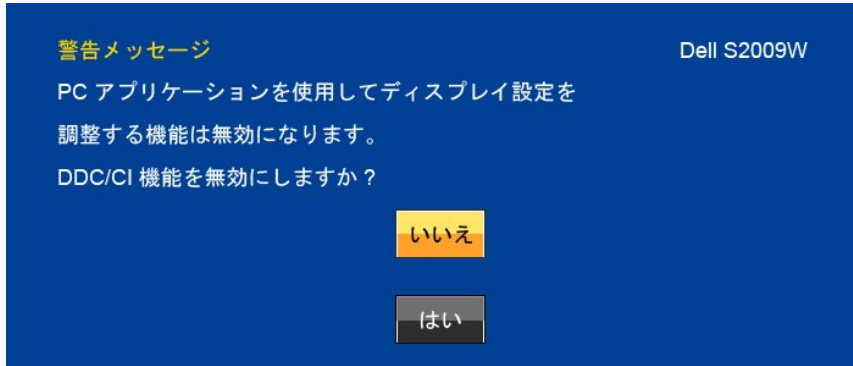 警告メッセージ Dell S2009W
PC アプリケーションを使用してディスプレイ設定を
調整する機能は無効になります。
DDC/CI 機能を無効にしますか？
いいえ
はい